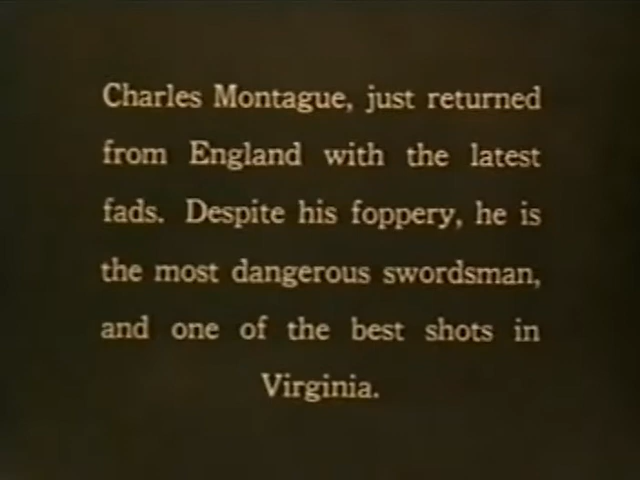 Charles Montague, just returned
from England with the latest
fads. Despite his foppery, he is
the most dangerous swordsman,
and one of the best shots in
Virginia.